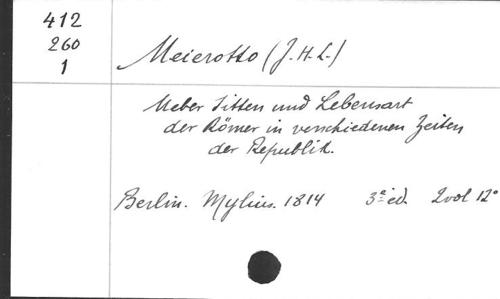 412
260
1
Meierotto (J.H.L.)
Ueber Sitten und Lebensart
der Römer in verschiedenen Zeiten
der Republik.
Berlin. Mylius. 1814 3e ed. 2 vol 12°